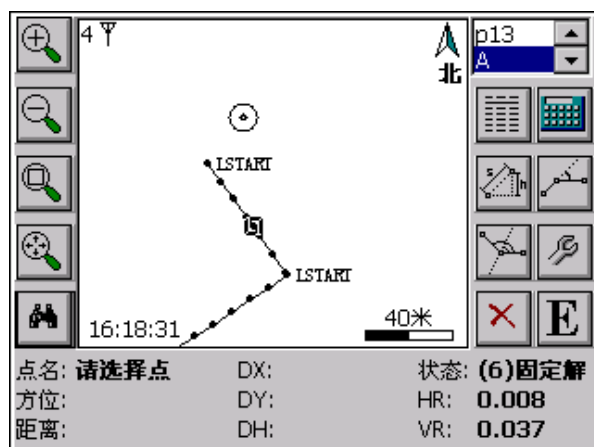 4
北
p13
A
LSTART
LSTART
16:18:31
40米
E
点名: 请选择点 DX: 状态: (6)固定解
方位: DY: HR: 0.008
距离: DH: VR: 0.037